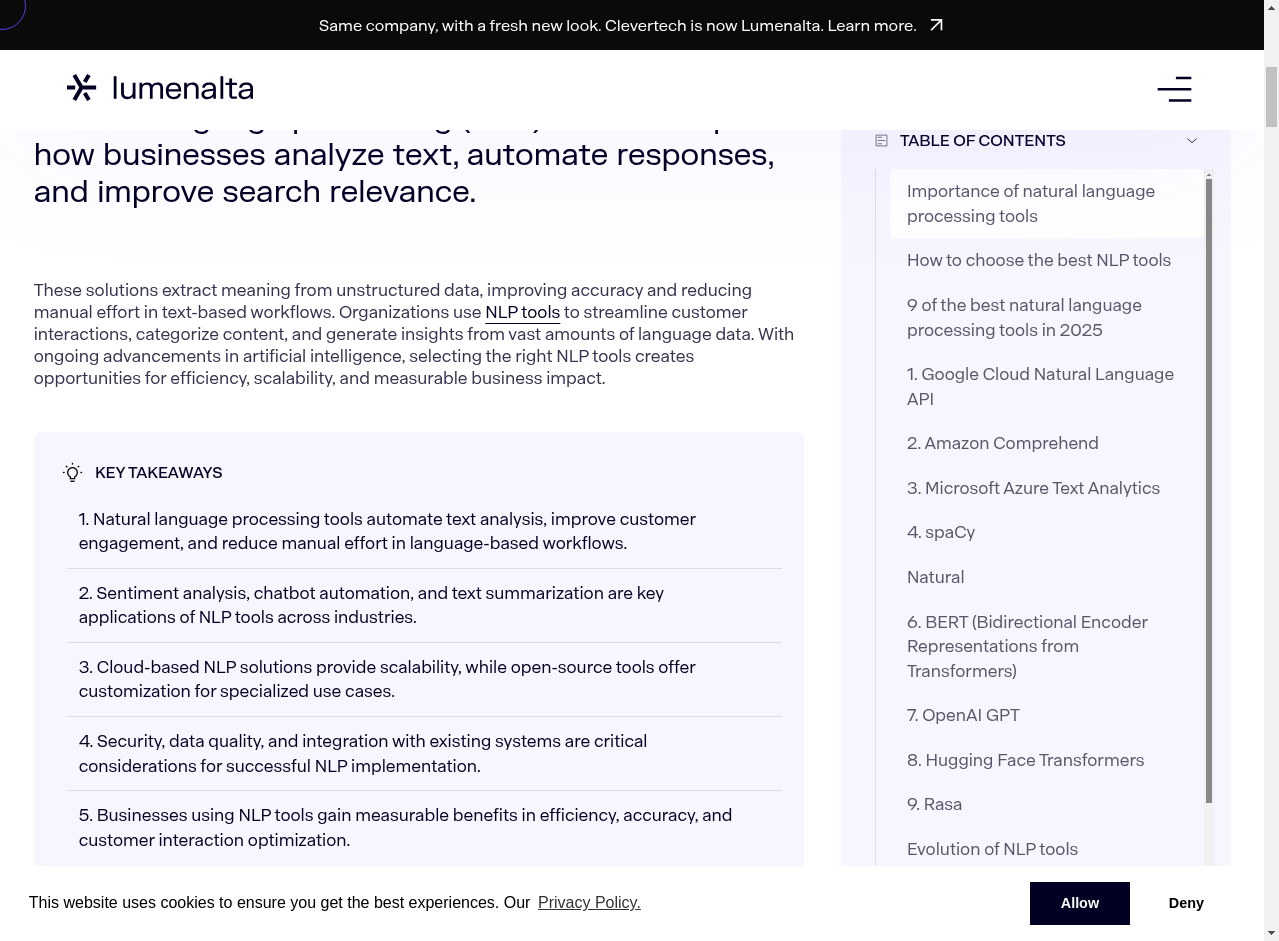 Same company, with a fresh new look. Clevertech is now Lumenalta. Learn more.
lumenalta
how businesses analyze text, automate responses,
and improve search relevance.
These solutions extract meaning from unstructured data, improving accuracy and reducing
manual effort in text-based workflows. Organizations use NLP tools to streamline customer
interactions, categorize content, and generate insights from vast amounts of language data. With
ongoing advancements in artificial intelligence, selecting the right NLP tools creates
opportunities for efficiency, scalability, and measurable business impact.
KEY TAKEAWAYS
1. Natural language processing tools automate text analysis, improve customer
engagement, and reduce manual effort in language-based workflows.
2. Sentiment analysis, chatbot automation, and text summarization are key
applications of NLP tools across industries.
3. Cloud-based NLP solutions provide scalability, while open-source tools offer
customization for specialized use cases.
4. Security, data quality, and integration with existing systems are critical
considerations for successful NLP implementation.
5. Businesses using NLP tools gain measurable benefits in efficiency, accuracy, and
customer interaction optimization.
TABLE OF CONTENTS
Importance of natural language
processing tools
How to choose the best NLP tools
9 of the best natural language
processing tools in 2025
1. Google Cloud Natural Language
API
2. Amazon Comprehend
3. Microsoft Azure Text Analytics
4. spaCy
Natural
6. BERT (Bidirectional Encoder
Representations from
Transformers)
7. OpenAI GPT
8. Hugging Face Transformers
9. Rasa
Evolution of NLP tools
This website uses cookies to ensure you get the best experiences. Our Privacy Policy.
Allow
Deny